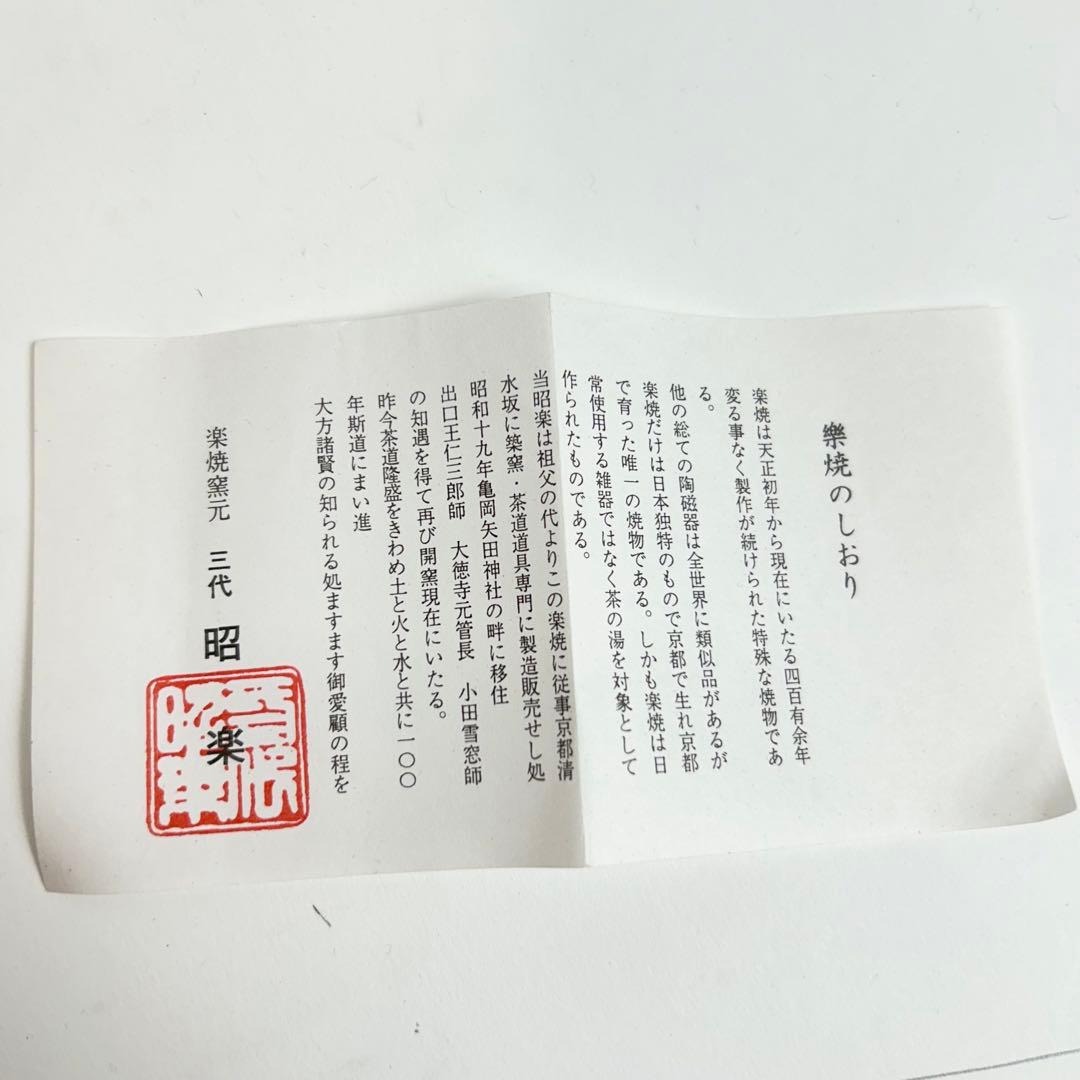 樂焼のしおり
楽焼は天正初年から現在にいたる四百有余年
変る事なく製作が続けられた特殊な焼物であ
る。
他の総ての陶磁器は全世界に類似品があるが
楽焼だけは日本独特のもので京都で生れ京都
で育った唯一の焼物である。しかも楽焼は日
常使用する雑器ではなく茶の湯を対象として
作られたものである。
当昭楽は祖父の代よりこの楽焼に従事京都清
水坂に築窯・茶道道具専門に製造販売せし処
昭和十九年亀岡矢田神社の畔に移住
出口王仁三郎師 大徳寺元管長 小田雪窓師
の知遇を得て再び開窯現在にいたる。
昨今茶道隆盛をきわめ土と火と水と共に一〇〇
年斯道にまい進
大方諸賢の知られる処ますます御愛顧の程を
楽焼窯元 三代 昭楽